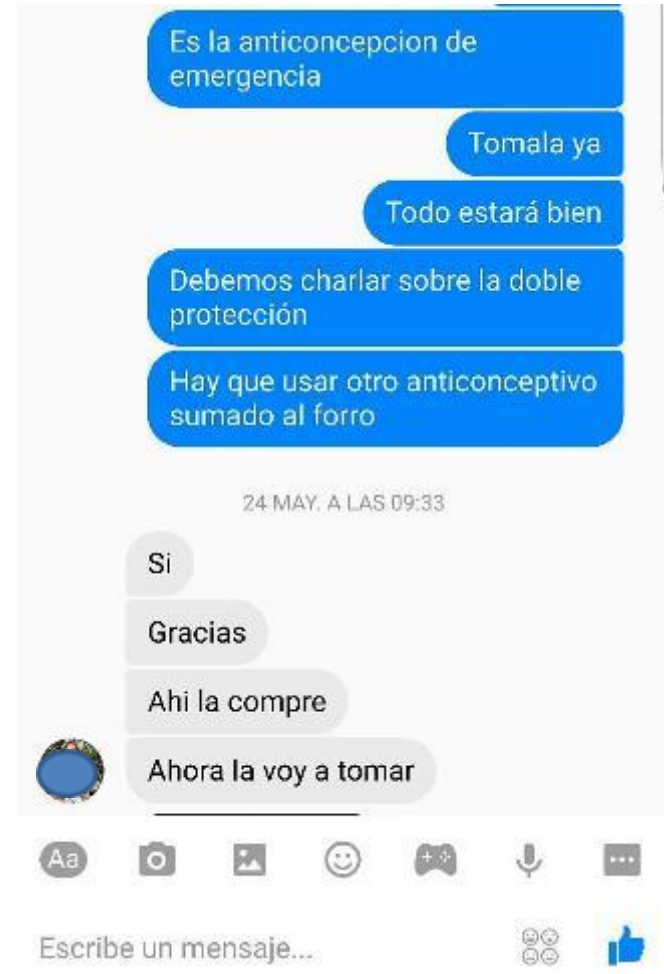 Es la anticoncepcion de
emergencia
Tomala ya
Todo estará bien
Debemos charlar sobre la doble
protección
Hay que usar otro anticonceptivo
sumado al forro
24 MAY. A LAS 09:33
Si
Gracias
Ahi la compre
Ahora la voy a tomar
Aa
Escribe un mensaje...